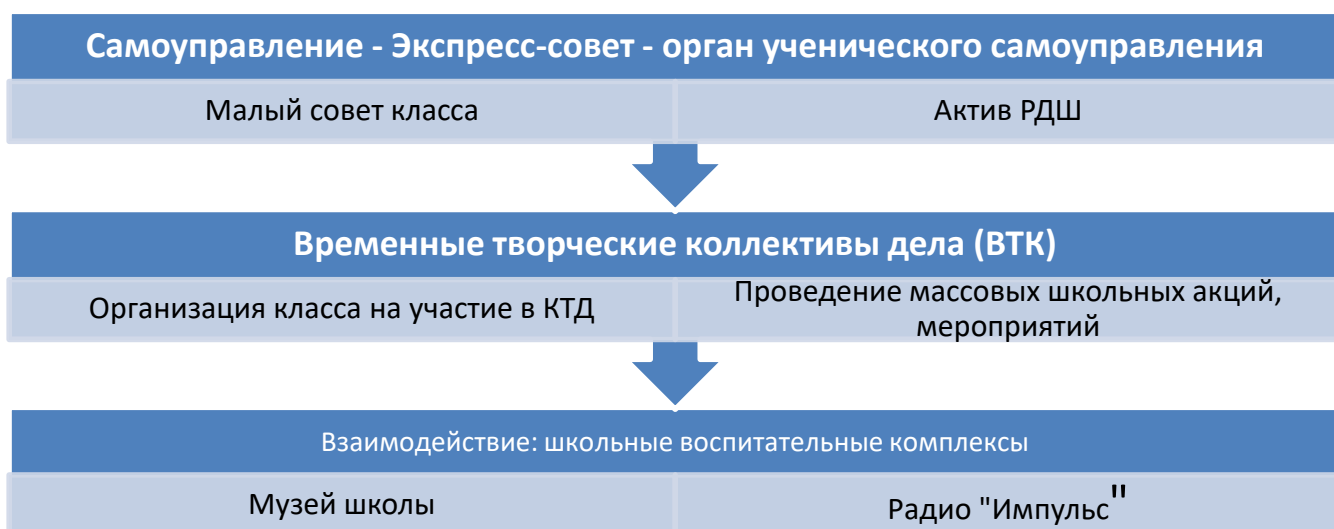 Самоуправление - Экспресс-совет - орган ученического самоуправления
Малый совет класса
Актив РДШ
Временные творческие коллективы дела (ВТК)
Организация класса на участие в КТД
Проведение массовых школьных акций,
мероприятий
Взаимодействие: школьные воспитательные комплексы
Музей школы
Радио "Импульс"